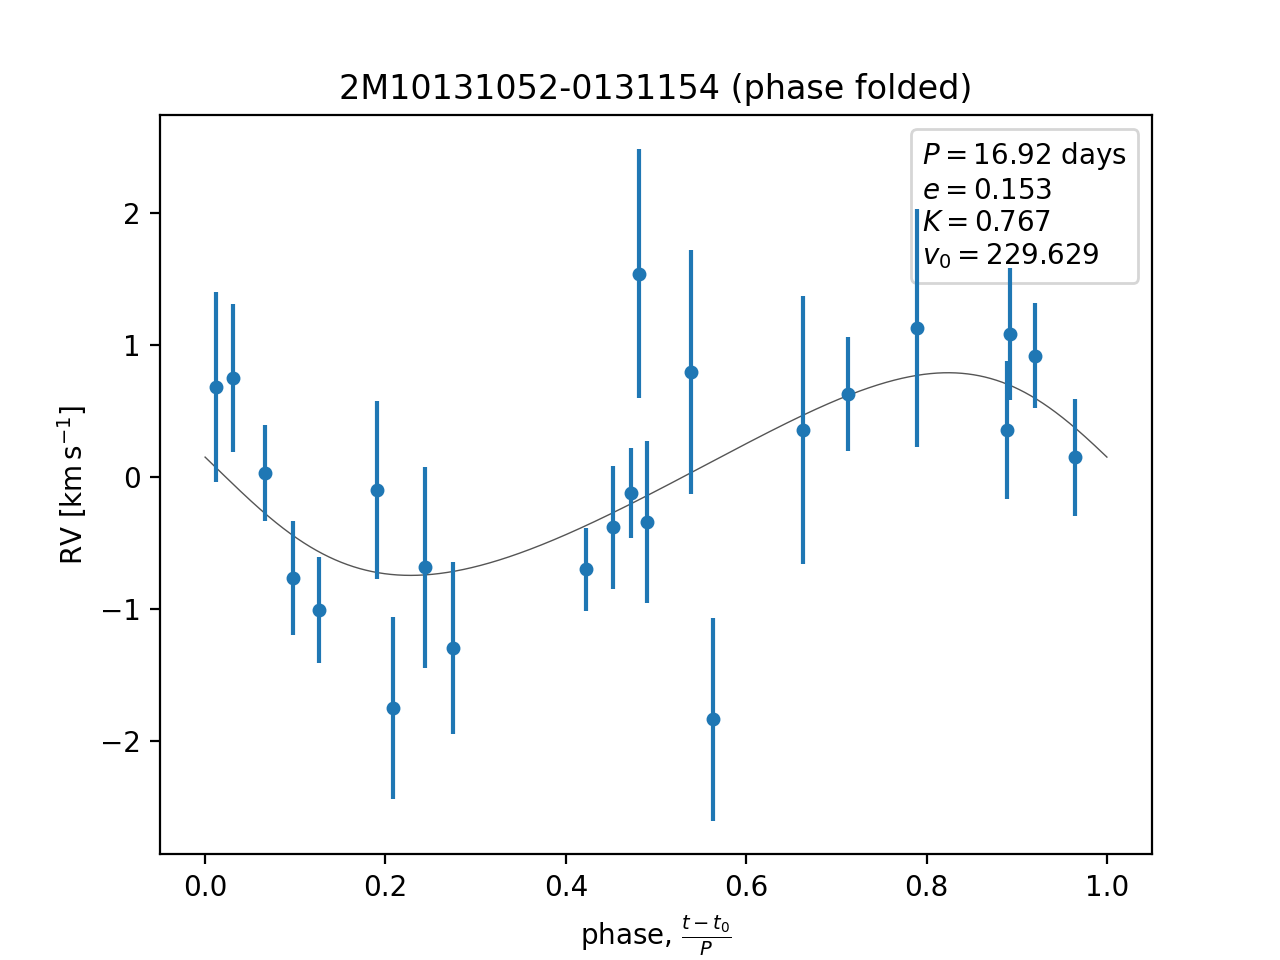 2M10131052-0131154 (phase folded)
P = 16.92 days
e = 0.153
K = 0.767
v₀ = 229.629
RV [km s⁻¹]
2
1
0
−1
−2
0.0 0.2 0.4 0.6 0.8 1.0
phase, (t − t₀)/P